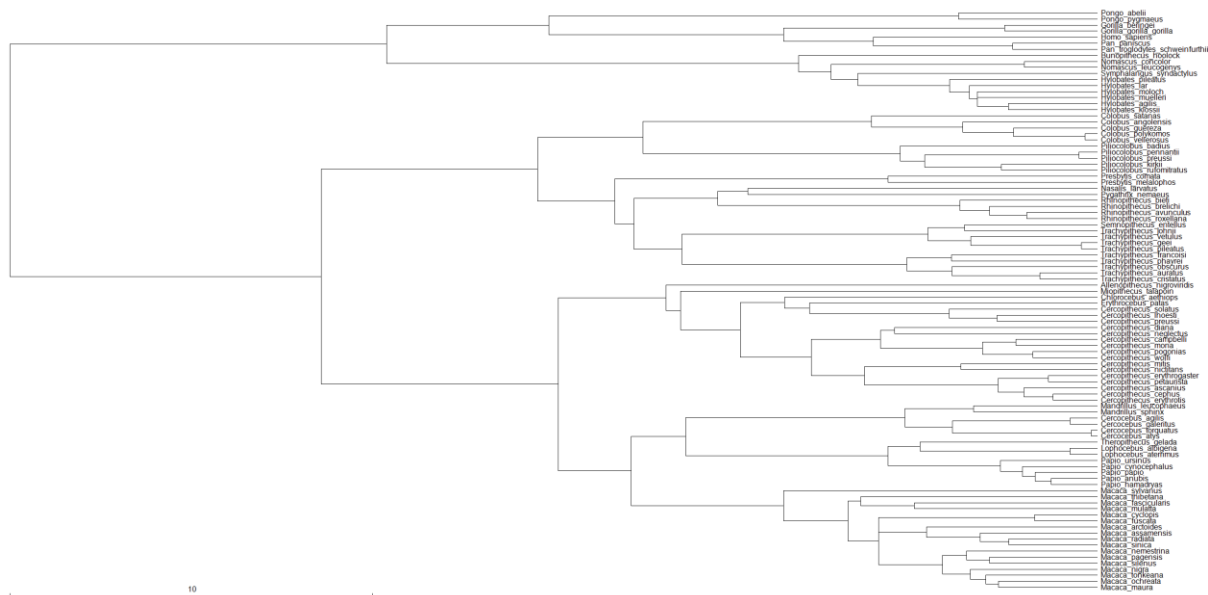 Pongo_abelii
Pongo_pygmaeus
Gorilla_beringei
Gorilla_gorilla_gorilla
Homo_sapiens
Pan_paniscus
Pan_troglodytes_schweinfurthii
Bunopithecus_hoolock
Nomascus_concolor
Nomascus_leucogenys
Symphalangus_syndactylus
Hylobates_pileatus
Hylobates_lar
Hylobates_moloch
Hylobates_muelleri
Hylobates_agilis
Hylobates_klossii
Colobus_satanas
Colobus_angolensis
Colobus_guereza
Colobus_polykomos
Colobus_vellerosus
Piliocolobus_badius
Piliocolobus_pennantii
Piliocolobus_preussi
Piliocolobus_kirkii
Piliocolobus_rufomitratus
Presbytis_comata
Presbytis_melalophos
Nasalis_larvatus
Pygathrix_nemaeus
Rhinopithecus_bieti
Rhinopithecus_brelichi
Rhinopithecus_avunculus
Rhinopithecus_roxellana
Semnopithecus_entellus
Trachypithecus_johnii
Trachypithecus_vetulus
Trachypithecus_geei
Trachypithecus_pileatus
Trachypithecus_francoisi
Trachypithecus_phayrei
Trachypithecus_obscurus
Trachypithecus_auratus
Trachypithecus_cristatus
Allenopithecus_nigroviridis
Miopithecus_talapoin
Chlorocebus_aethiops
Erythrocebus_patas
Cercopithecus_solatus
Cercopithecus_lhoesti
Cercopithecus_preussi
Cercopithecus_diana
Cercopithecus_neglectus
Cercopithecus_campbelli
Cercopithecus_mona
Cercopithecus_pogonias
Cercopithecus_wolfi
Cercopithecus_mitis
Cercopithecus_nictitans
Cercopithecus_erythrogaster
Cercopithecus_petaurista
Cercopithecus_ascanius
Cercopithecus_cephus
Cercopithecus_erythrotis
Mandrillus_leucophaeus
Mandrillus_sphinx
Cercocebus_agilis
Cercocebus_galeritus
Cercocebus_torquatus
Cercocebus_atys
Theropithecus_gelada
Lophocebus_albigena
Lophocebus_aterrimus
Papio_ursinus
Papio_cynocephalus
Papio_papio
Papio_anubis
Papio_hamadryas
Macaca_sylvanus
Macaca_thibetana
Macaca_fascicularis
Macaca_mulatta
Macaca_cyclopis
Macaca_fuscata
Macaca_arctoides
Macaca_assamensis
Macaca_radiata
Macaca_sinica
Macaca_nemestrina
Macaca_pagensis
Macaca_silenus
Macaca_nigra
Macaca_tonkeana
Macaca_ochreata
Macaca_maura
10